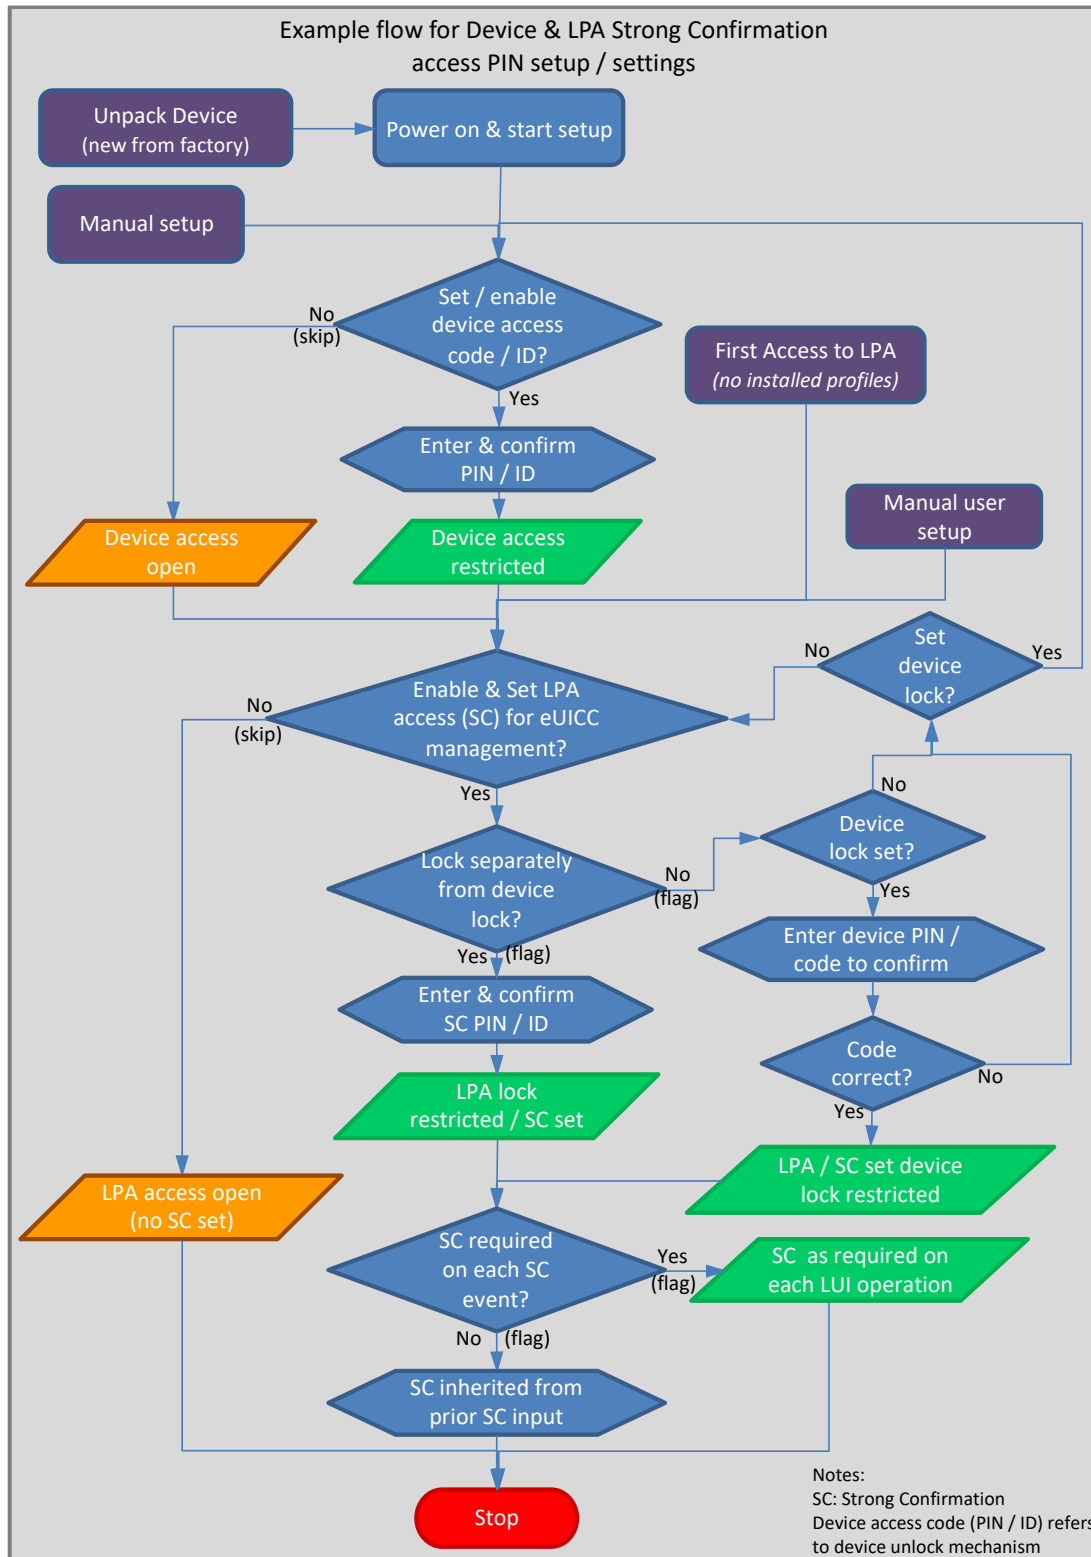 Example flow for Device & LPA Strong Confirmation
access PIN setup / settings
Unpack Device
(new from factory)
Power on & start setup
Manual setup
Set / enable
device access
code / ID?
No
(skip)
Yes
First Access to LPA
(no installed profiles)
Enter & confirm
PIN / ID
Manual user
setup
Device access
open
Device access
restricted
Set
device
lock?
No
Yes
Enable & Set LPA
access (SC) for eUICC
management?
No
(skip)
Yes
No
Device
lock set?
Lock separately
from device
lock?
No
(flag)
Yes
Yes
(flag)
Enter device PIN /
code to confirm
Enter & confirm
SC PIN / ID
Code
correct?
No
Yes
LPA lock
restricted / SC set
LPA / SC set device
lock restricted
LPA access open
(no SC set)
SC required
on each SC
event?
Yes
(flag)
SC as required on
each LUI operation
No
(flag)
SC inherited from
prior SC input
Stop
Notes:
SC: Strong Confirmation
Device access code (PIN / ID) refers
to device unlock mechanism